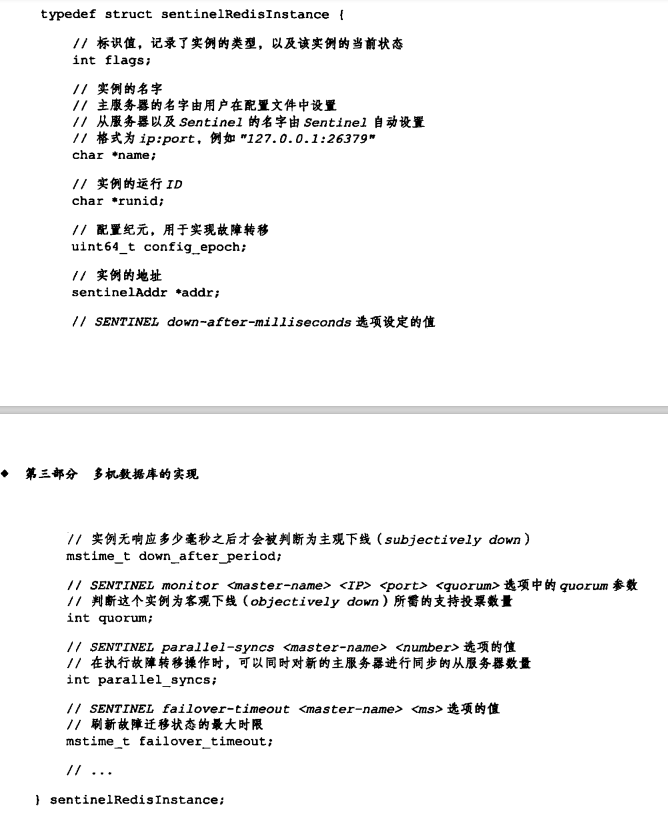 typedef struct sentinelRedisInstance {
// 标识值，记录了实例的类型，以及该实例的当前状态
int flags;
// 实例的名字
// 主服务器的名字由用户在配置文件中设置
// 从服务器以及 Sentinel 的名字由 Sentinel 自动设置
// 格式为 ip:port，例如 "127.0.0.1:26379"
char *name;
// 实例的运行 ID
char *runid;
// 配置纪元，用于实现故障转移
uint64_t config_epoch;
// 实例的地址
sentinelAddr *addr;
// SENTINEL down-after-milliseconds 选项设定的值
◆ 第三部分 多机数据库的实现
// 实例无响应多少毫秒之后才会被判断为主观下线（subjectively down）
mstime_t down_after_period;
// SENTINEL monitor <master-name> <IP> <port> <quorum> 选项中的 quorum 参数
// 判断这个实例为客观下线（objectively down）所需的支持投票数量
int quorum;
// SENTINEL parallel-syncs <master-name> <number> 选项的值
// 在执行故障转移操作时，可以同时对新的主服务器进行同步的从服务器数量
int parallel_syncs;
// SENTINEL failover-timeout <master-name> <ms> 选项的值
// 刷新故障迁移状态的最大时限
mstime_t failover_timeout;
// ...
} sentinelRedisInstance;